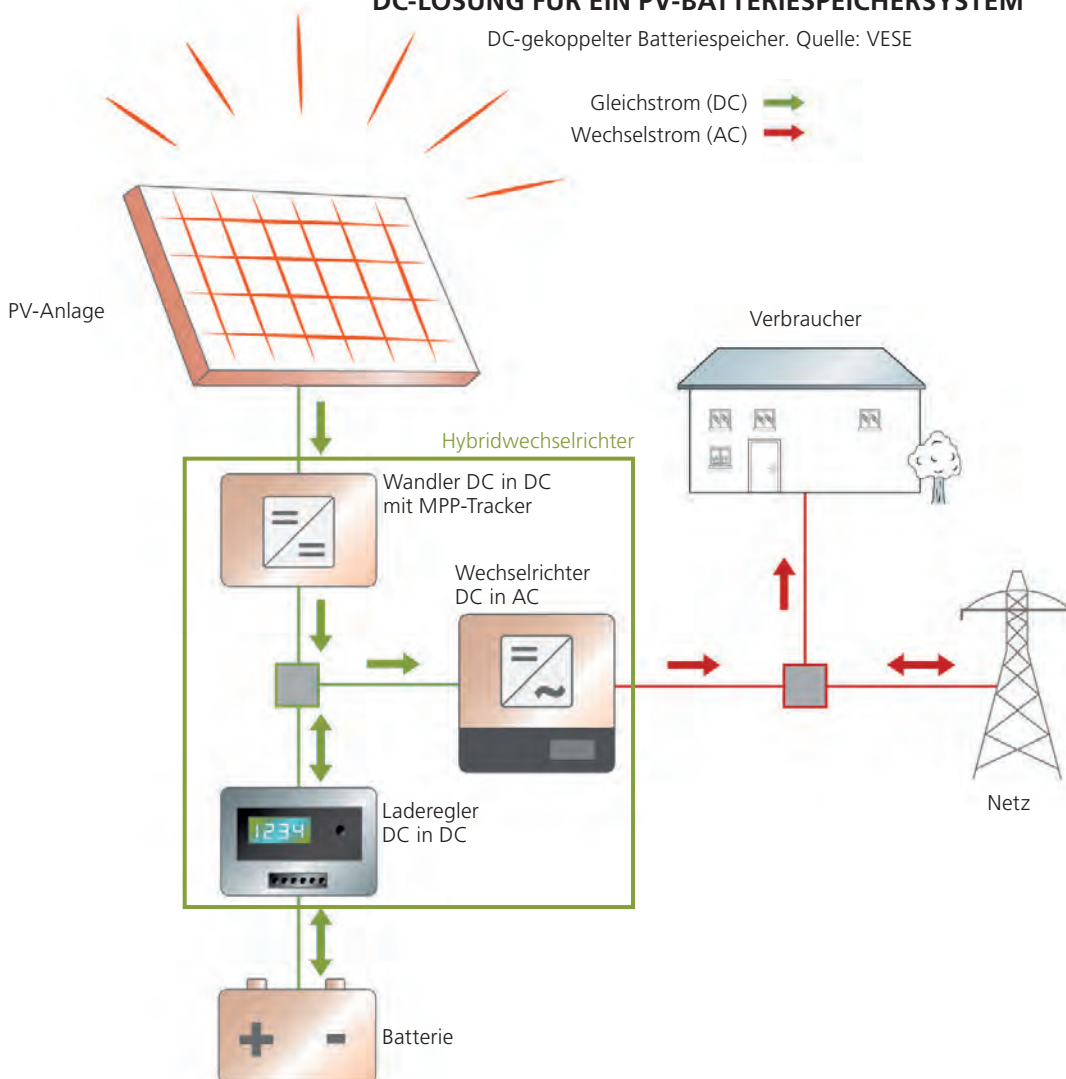 DC-LÖSUNG FÜR EIN PV-BATTERIESPEICHERSYSTEM
DC-gekoppelter Batteriespeicher. Quelle: VESE
Gleichstrom (DC)
Wechselstrom (AC)
PV-Anlage
Verbraucher
Hybridwechselrichter
Wandler DC in DC
mit MPP-Tracker
Wechselrichter
DC in AC
Laderegler
DC in DC
1234
Netz
+ -
Batterie